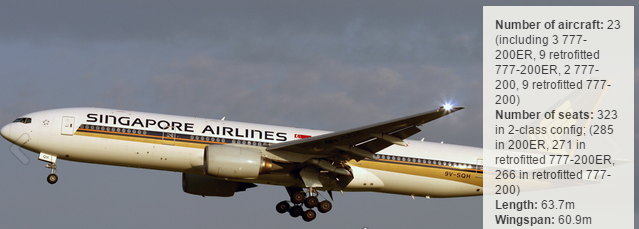 SINGAPORE AIRLINES
9V-SQH
Number of aircraft: 23
(including 3 777-
200ER, 9 retrofitted
777-200ER, 2 777-
200, 9 retrofitted 777-
200)
Number of seats: 323
in 2-class config; (285
in 200ER, 271 in
retrofitted 777-200ER,
266 in retrofitted 777-
200)
Length: 63.7m
Wingspan: 60.9m